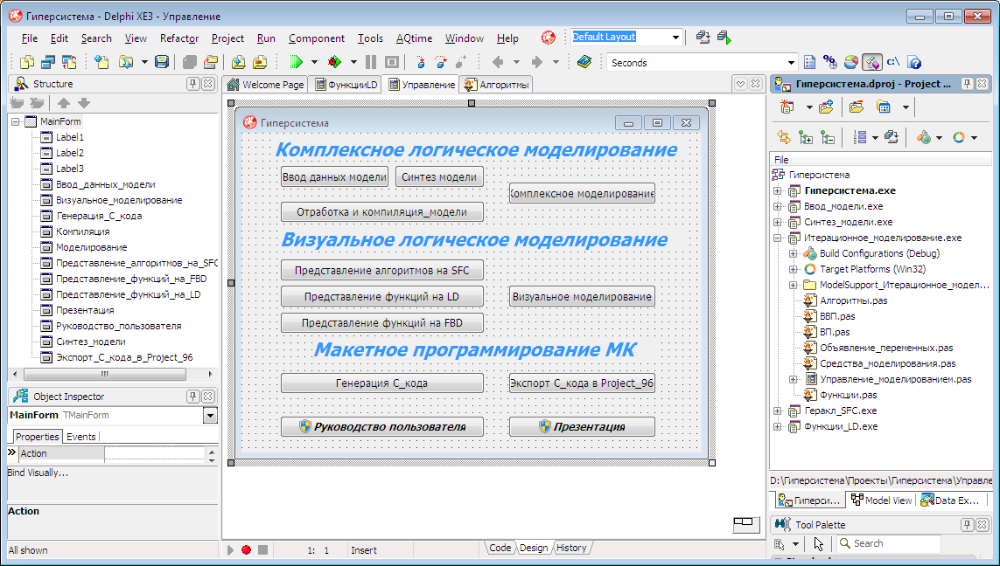 Гиперсистема - Delphi XE3 - Управление
File Edit Search View Refactor Project Run Component Tools AQtime Window Help
Default Layout
Seconds
Structure
MainForm
Label1
Label2
Label3
Ввод_данных_модели
Визуальное_моделирование
Генерация_C_кода
Компиляция
Моделирование
Представление_алгоритмов_на_SFC
Представление_функций_на_FBD
Представление_функций_на_LD
Презентация
Руководство_пользователя
Синтез_модели
Экспорт_C_кода_в_Project_96
Object Inspector
MainForm TMainForm
Properties Events
Action
Bind Visually...
Action
All shown
Welcome Page ФункцииLD Управление Алгоритмы
Гиперсистема
Комплексное логическое моделирование
Ввод данных модели Синтез модели
Комплексное моделирование
Отработка и компиляция_модели
Визуальное логическое моделирование
Представление алгоритмов на SFC
Представление функций на LD Визуальное моделирование
Представление функций на FBD
Макетное программирование МК
Генерация C_кода Экспорт C_кода в Project_96
Руководство пользователя Презентация
1: 1 Insert Code Design History
Гиперсистема.dproj - Project ...
File
Гиперсистема
Гиперсистема.exe
Ввод_модели.exe
Синтез_модели.exe
Итерационное_моделирование.exe
Build Configurations (Debug)
Target Platforms (Win32)
ModelSupport_Итерационное_модел...
Алгоритмы.pas
ВВП.pas
ВП.pas
Объявление_переменных.pas
Средства_моделирования.pas
Управление_моделированием.pas
Функции.pas
Геракл_SFC.exe
Функции_LD.exe
D:\Гиперсистема\Проекты\Гиперсистема\Управле
Гиперси... Model View Data Ex...
Tool Palette
Search